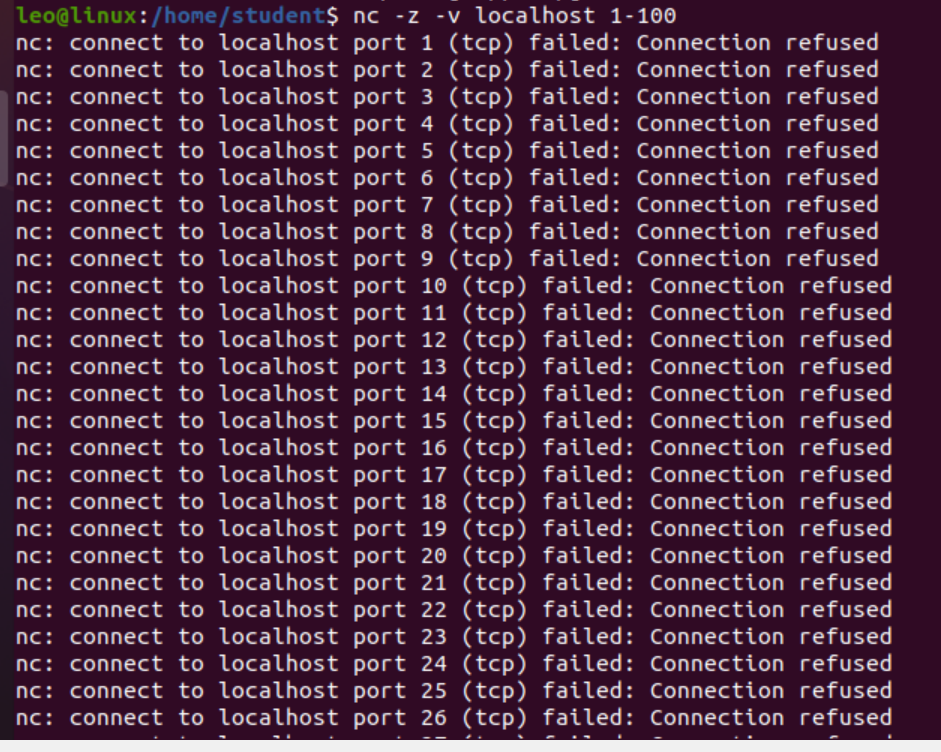 leo@linux:/home/student$ nc -z -v localhost 1-100
nc: connect to localhost port 1 (tcp) failed: Connection refused
nc: connect to localhost port 2 (tcp) failed: Connection refused
nc: connect to localhost port 3 (tcp) failed: Connection refused
nc: connect to localhost port 4 (tcp) failed: Connection refused
nc: connect to localhost port 5 (tcp) failed: Connection refused
nc: connect to localhost port 6 (tcp) failed: Connection refused
nc: connect to localhost port 7 (tcp) failed: Connection refused
nc: connect to localhost port 8 (tcp) failed: Connection refused
nc: connect to localhost port 9 (tcp) failed: Connection refused
nc: connect to localhost port 10 (tcp) failed: Connection refused
nc: connect to localhost port 11 (tcp) failed: Connection refused
nc: connect to localhost port 12 (tcp) failed: Connection refused
nc: connect to localhost port 13 (tcp) failed: Connection refused
nc: connect to localhost port 14 (tcp) failed: Connection refused
nc: connect to localhost port 15 (tcp) failed: Connection refused
nc: connect to localhost port 16 (tcp) failed: Connection refused
nc: connect to localhost port 17 (tcp) failed: Connection refused
nc: connect to localhost port 18 (tcp) failed: Connection refused
nc: connect to localhost port 19 (tcp) failed: Connection refused
nc: connect to localhost port 20 (tcp) failed: Connection refused
nc: connect to localhost port 21 (tcp) failed: Connection refused
nc: connect to localhost port 22 (tcp) failed: Connection refused
nc: connect to localhost port 23 (tcp) failed: Connection refused
nc: connect to localhost port 24 (tcp) failed: Connection refused
nc: connect to localhost port 25 (tcp) failed: Connection refused
nc: connect to localhost port 26 (tcp) failed: Connection refused